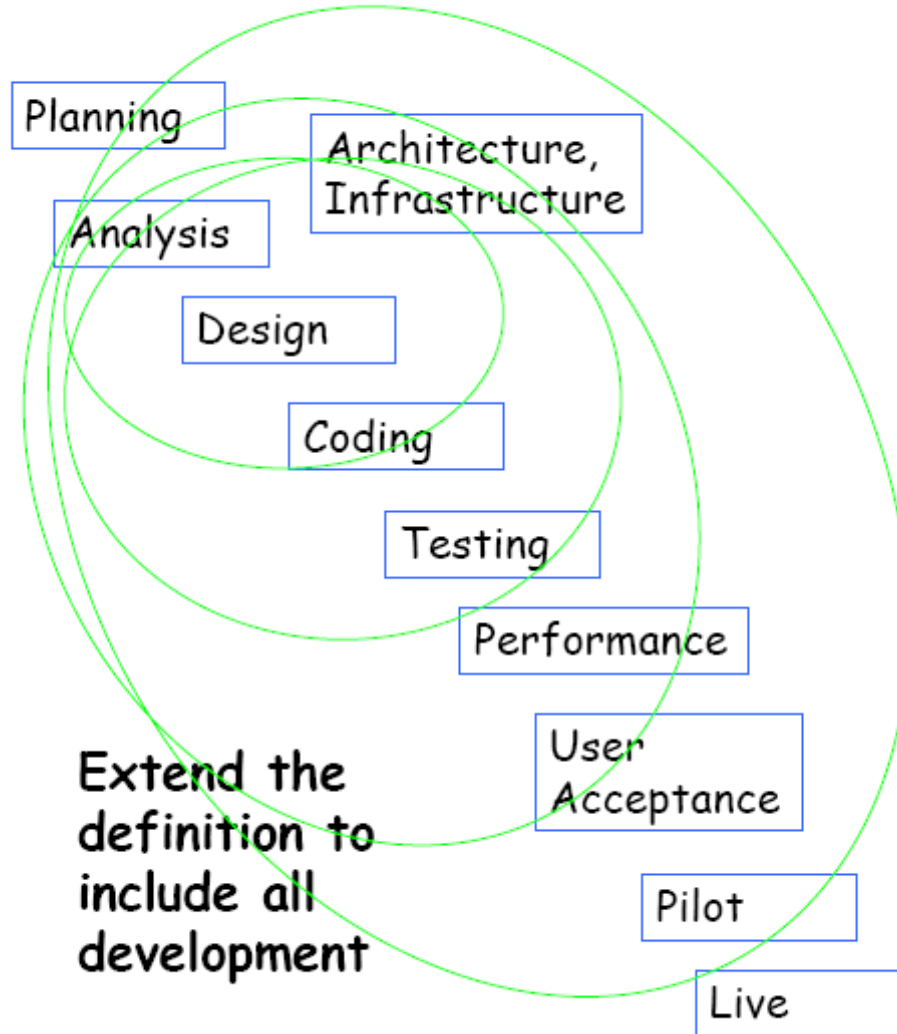 Planning
Architecture,
Infrastructure
Analysis
Design
Coding
Testing
Performance
User
Acceptance
Extend the
definition to
include all
development
Pilot
Live